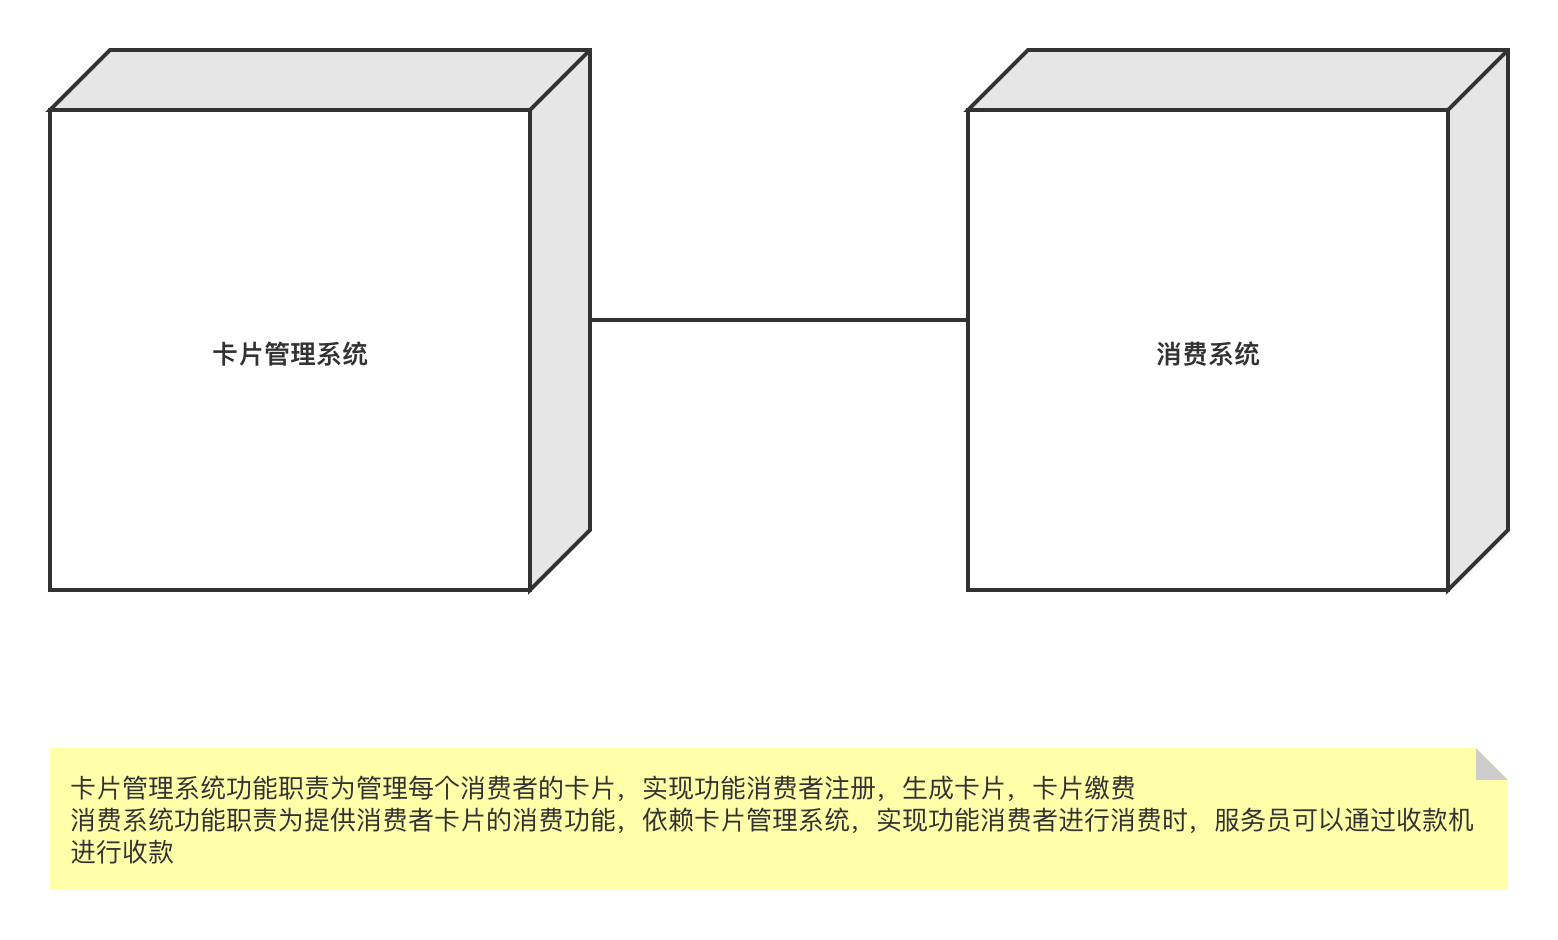 卡片管理系统
消费系统
卡片管理系统功能职责为管理每个消费者的卡片，实现功能消费者注册，生成卡片，卡片缴费
消费系统功能职责为提供消费者卡片的消费功能，依赖卡片管理系统，实现功能消费者进行消费时，服务员可以通过收款机
进行收款